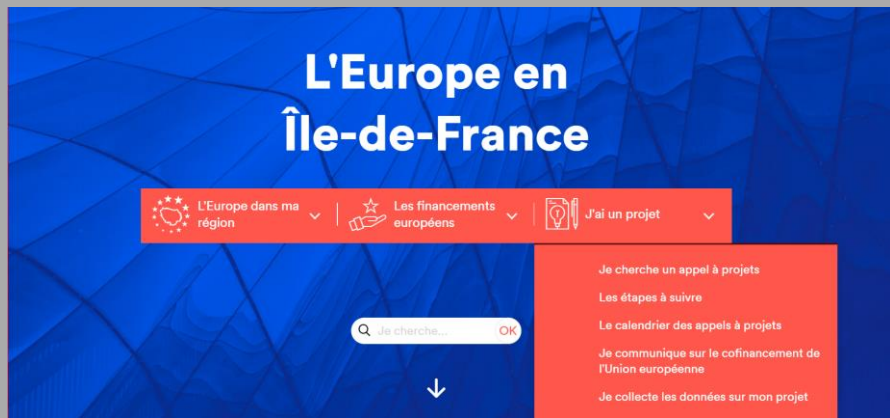 L'Europe en
Île-de-France
L'Europe dans ma
région
Les financements
européens
J'ai un projet
Je cherche un appel à projets
Les étapes à suivre
Le calendrier des appels à projets
Je communique sur le cofinancement de
l'Union européenne
Je collecte les données sur mon projet
Je cherche... OK